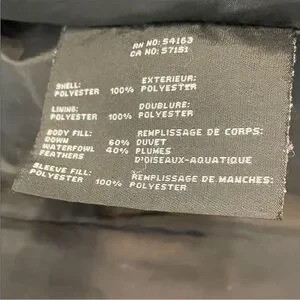 RN NO: 54163
CA NO: 57151
SHELL: EXTERIEUR:
POLYESTER 100% POLYESTER
LINING: DOUBLURE:
POLYESTER 100% POLYESTER
BODY FILL: REMPLISSAGE DE CORPS:
DOWN 60% DUVET
WATERFOWL 40% PLUMES
FEATHERS D'OISEAUX-AQUATIQUE
SLEEVE FILL: REMPLISSAGE DE MANCHES:
POLYESTER 100% POLYESTER